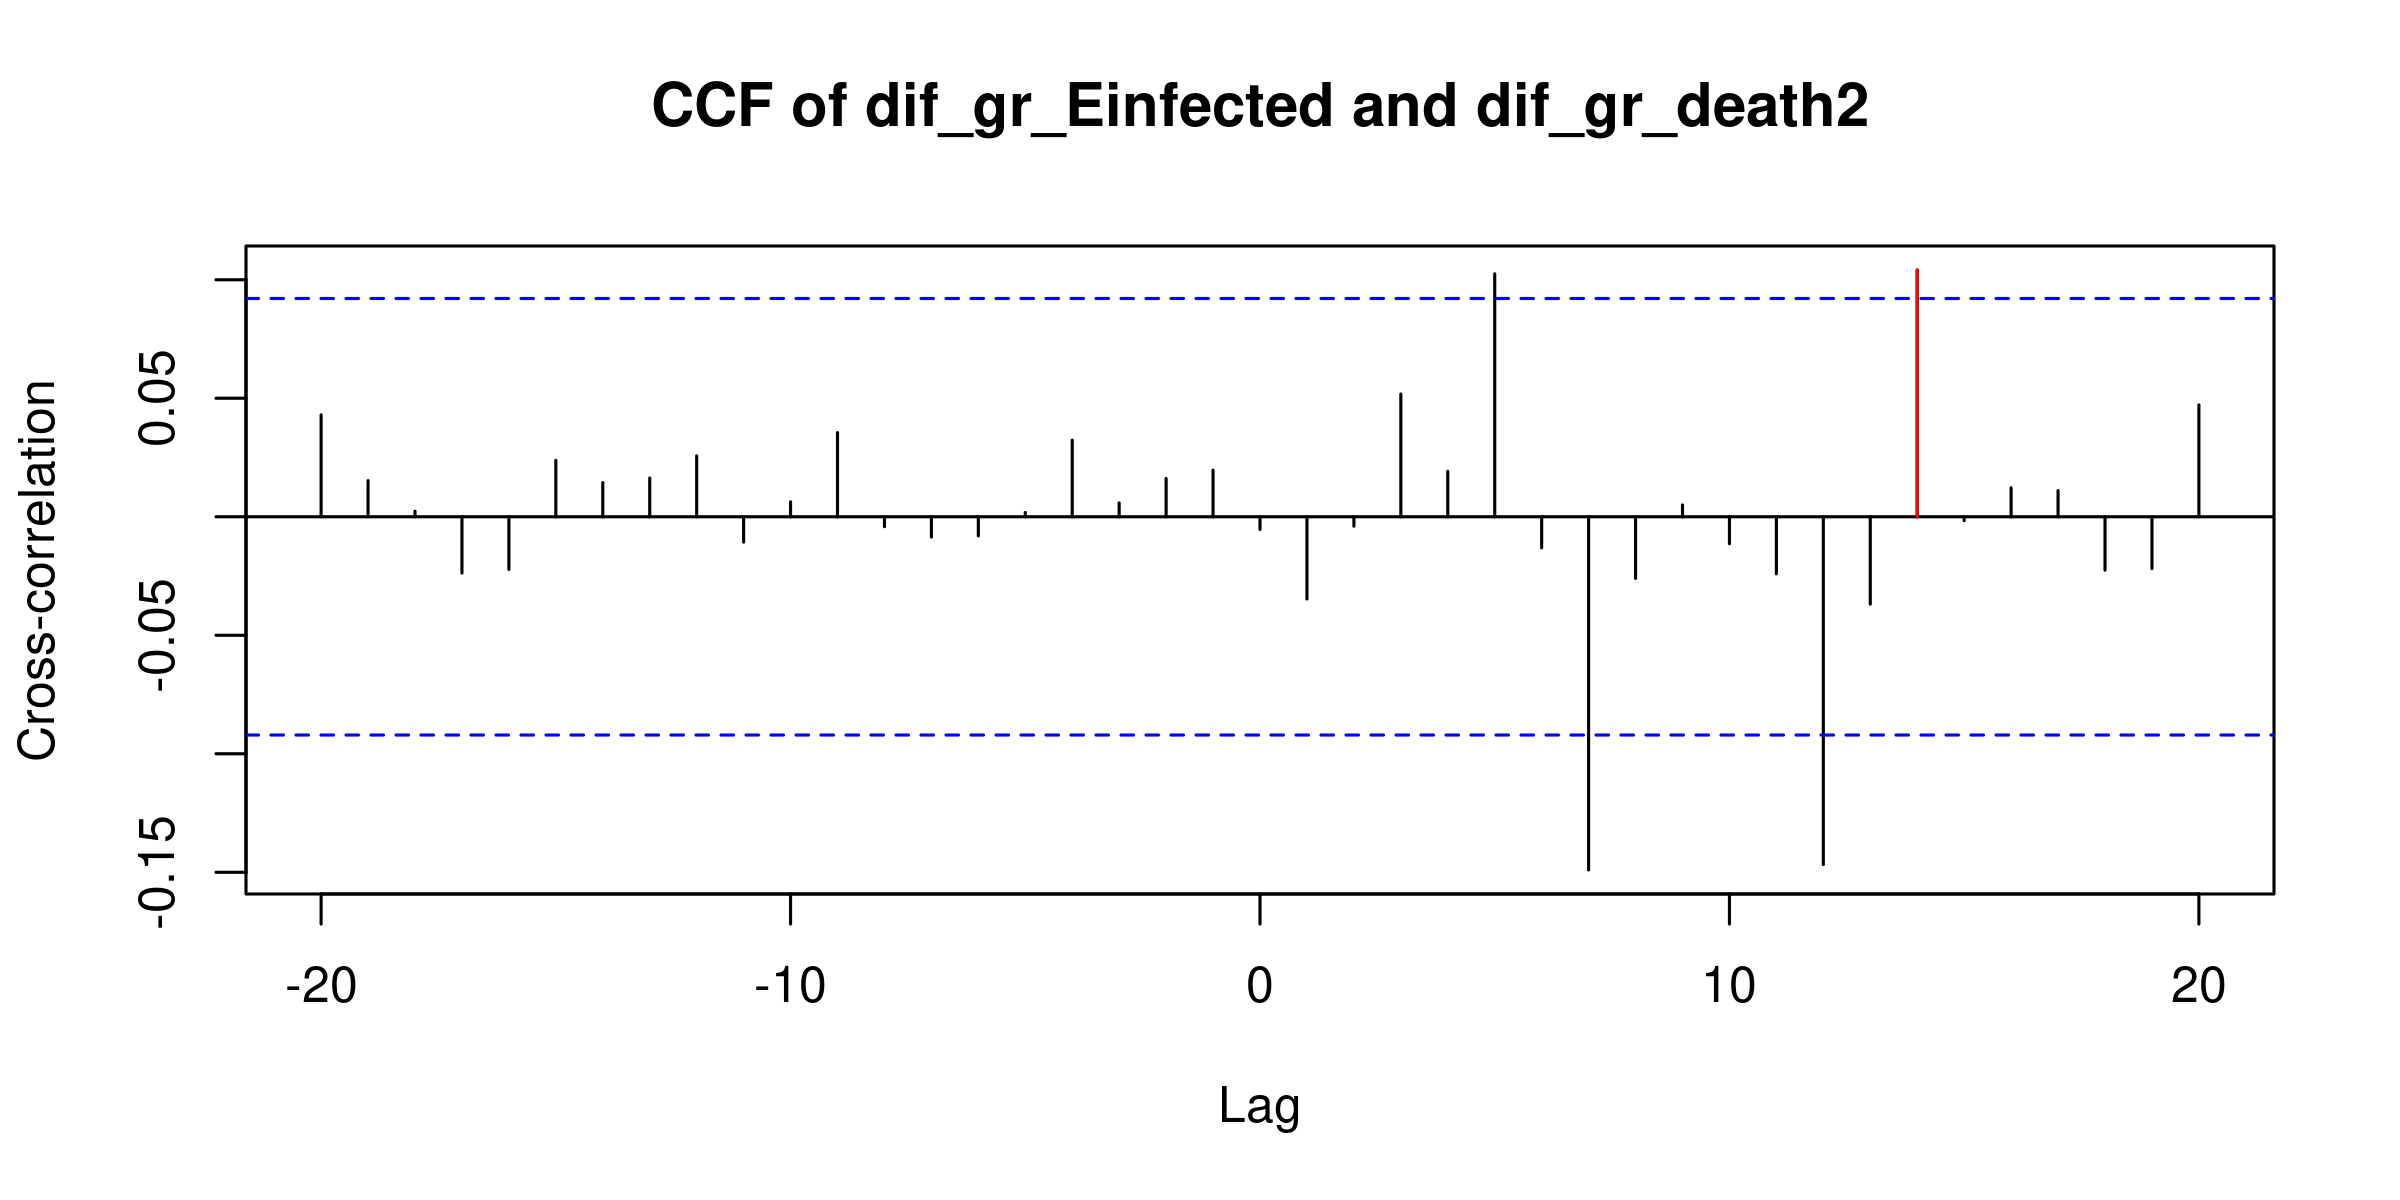 CCF of dif_gr_Einfected and dif_gr_death2
Cross-correlation
0.05
-0.05
-0.15
-20 -10 0 10 20
Lag